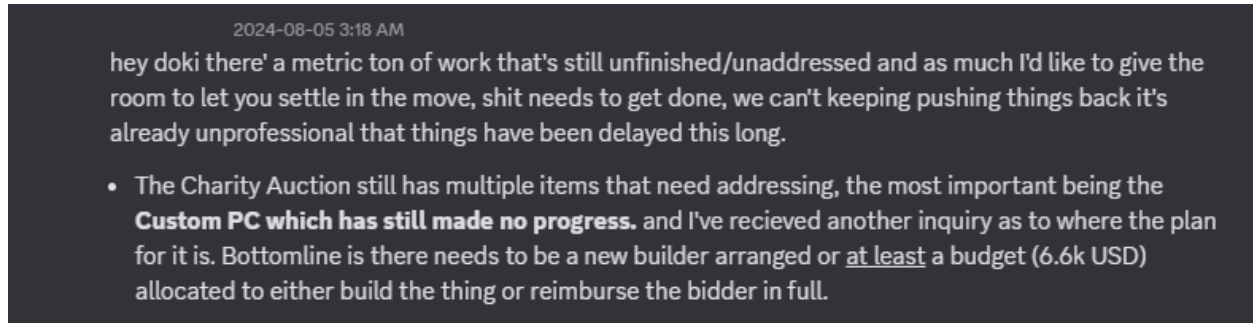 2024-08-05 3:18 AM
hey doki there' a metric ton of work that's still unfinished/unaddressed and as much I'd like to give the
room to let you settle in the move, shit needs to get done, we can't keeping pushing things back it's
already unprofessional that things have been delayed this long.
• The Charity Auction still has multiple items that need addressing, the most important being the
Custom PC which has still made no progress. and I've recieved another inquiry as to where the plan
for it is. Bottomline is there needs to be a new builder arranged or at least a budget (6.6k USD)
allocated to either build the thing or reimburse the bidder in full.